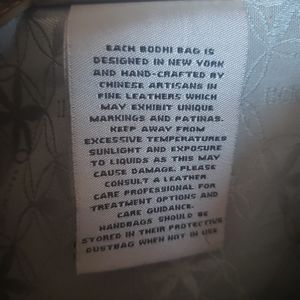 EACH BODHI BAG IS
DESIGNED IN NEW YORK
AND HAND-CRAFTED BY
CHINESE ARTISANS IN
FINE LEATHERS WHICH
MAY EXHIBIT UNIQUE
MARKINGS AND PATINAS.
KEEP AWAY FROM
EXCESSIVE TEMPERATURES
SUNLIGHT AND EXPOSURE
TO LIQUIDS AS THIS MAY
CAUSE DAMAGE. PLEASE
CONSULT A LEATHER
CARE PROFESSIONAL FOR
TREATMENT OPTIONS AND
CARE GUIDANCE.
HANDBAGS SHOULD BE
STORED IN THEIR PROTECTIVE
DUSTBAG WHEN NOT IN USE